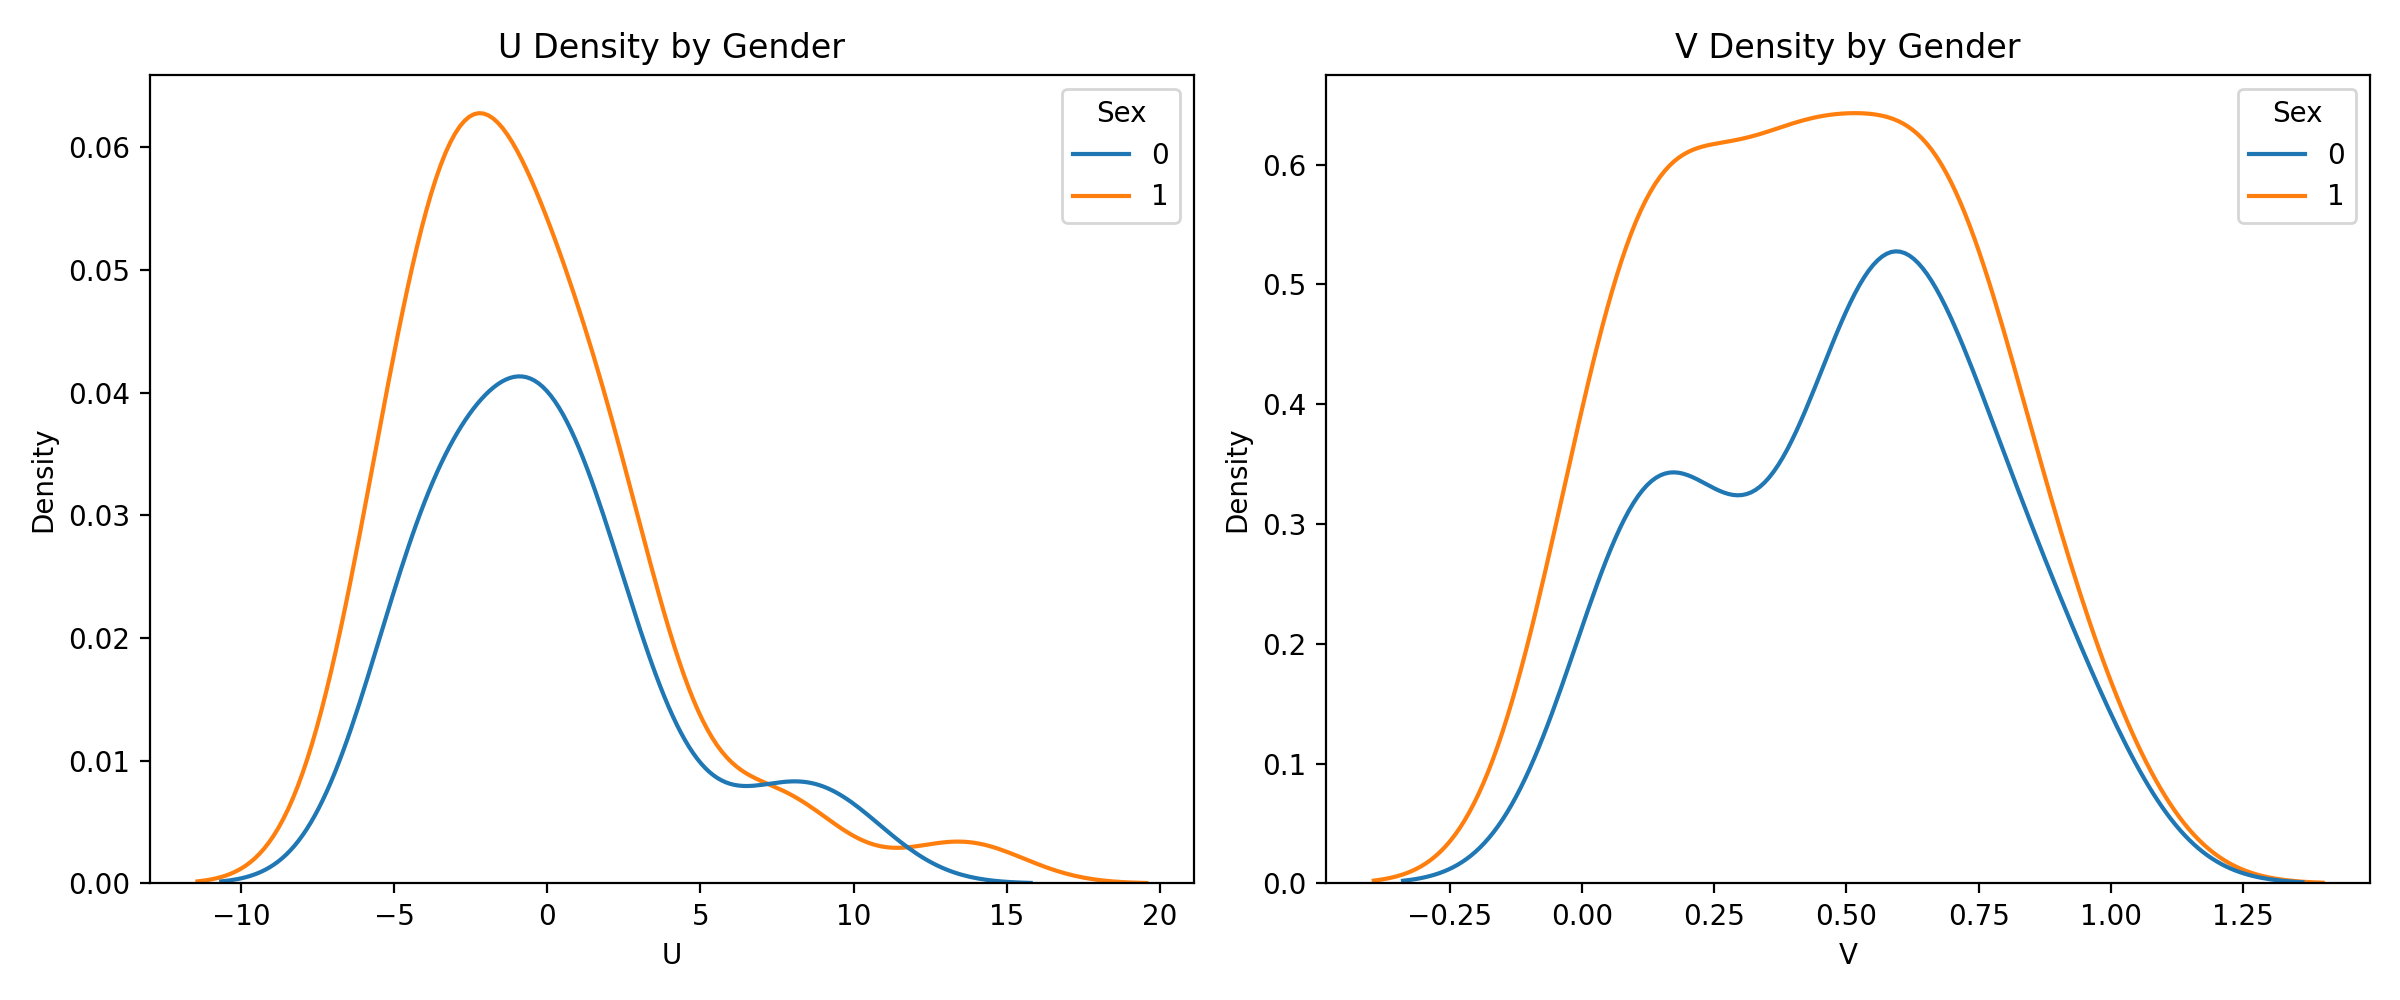 U Density by Gender
Density
0.06
0.05
0.04
0.03
0.02
0.01
0.00
−10 −5 0 5 10 15 20
U
Sex
0
1
V Density by Gender
Density
0.6
0.5
0.4
0.3
0.2
0.1
0.0
−0.25 0.00 0.25 0.50 0.75 1.00 1.25
V
Sex
0
1